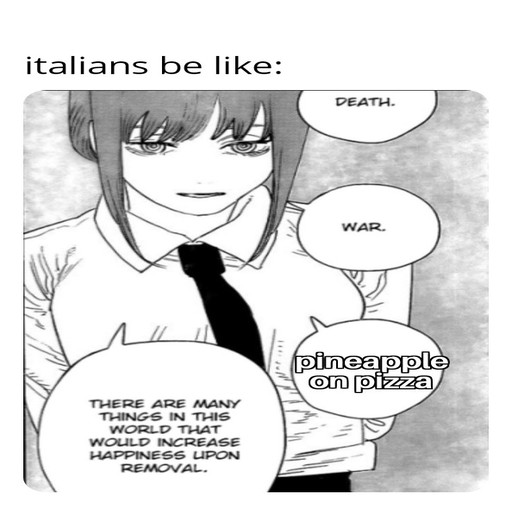 italians be like:
DEATH.
WAR.
pineapple
on pizza
THERE ARE MANY
THINGS IN THIS
WORLD THAT
WOULD INCREASE
HAPPINESS UPON
REMOVAL.